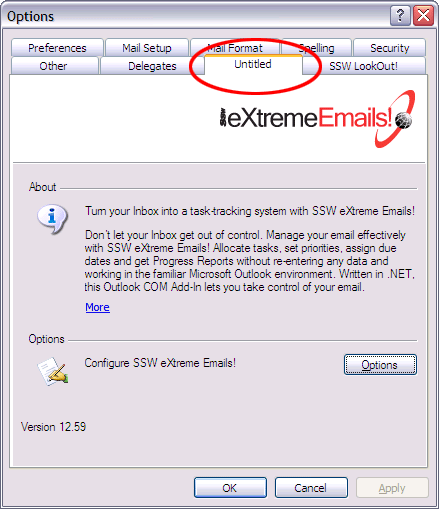 Options
Preferences Mail Setup Mail Format Spelling Security
Other Delegates Untitled SSW LookOut!
SSW eXtremeEmails!
About
Turn your Inbox into a task-tracking system with SSW eXtreme Emails!
Don't let your Inbox get out of control. Manage your email effectively
with SSW eXtreme Emails! Allocate tasks, set priorities, assign due
dates and get Progress Reports without re-entering any data and
working in the familiar Microsoft Outlook environment. Written in .NET,
this Outlook COM Add-In lets you take control of your email.
More
Options
Configure SSW eXtreme Emails! Options
Version 12.59
OK Cancel Apply